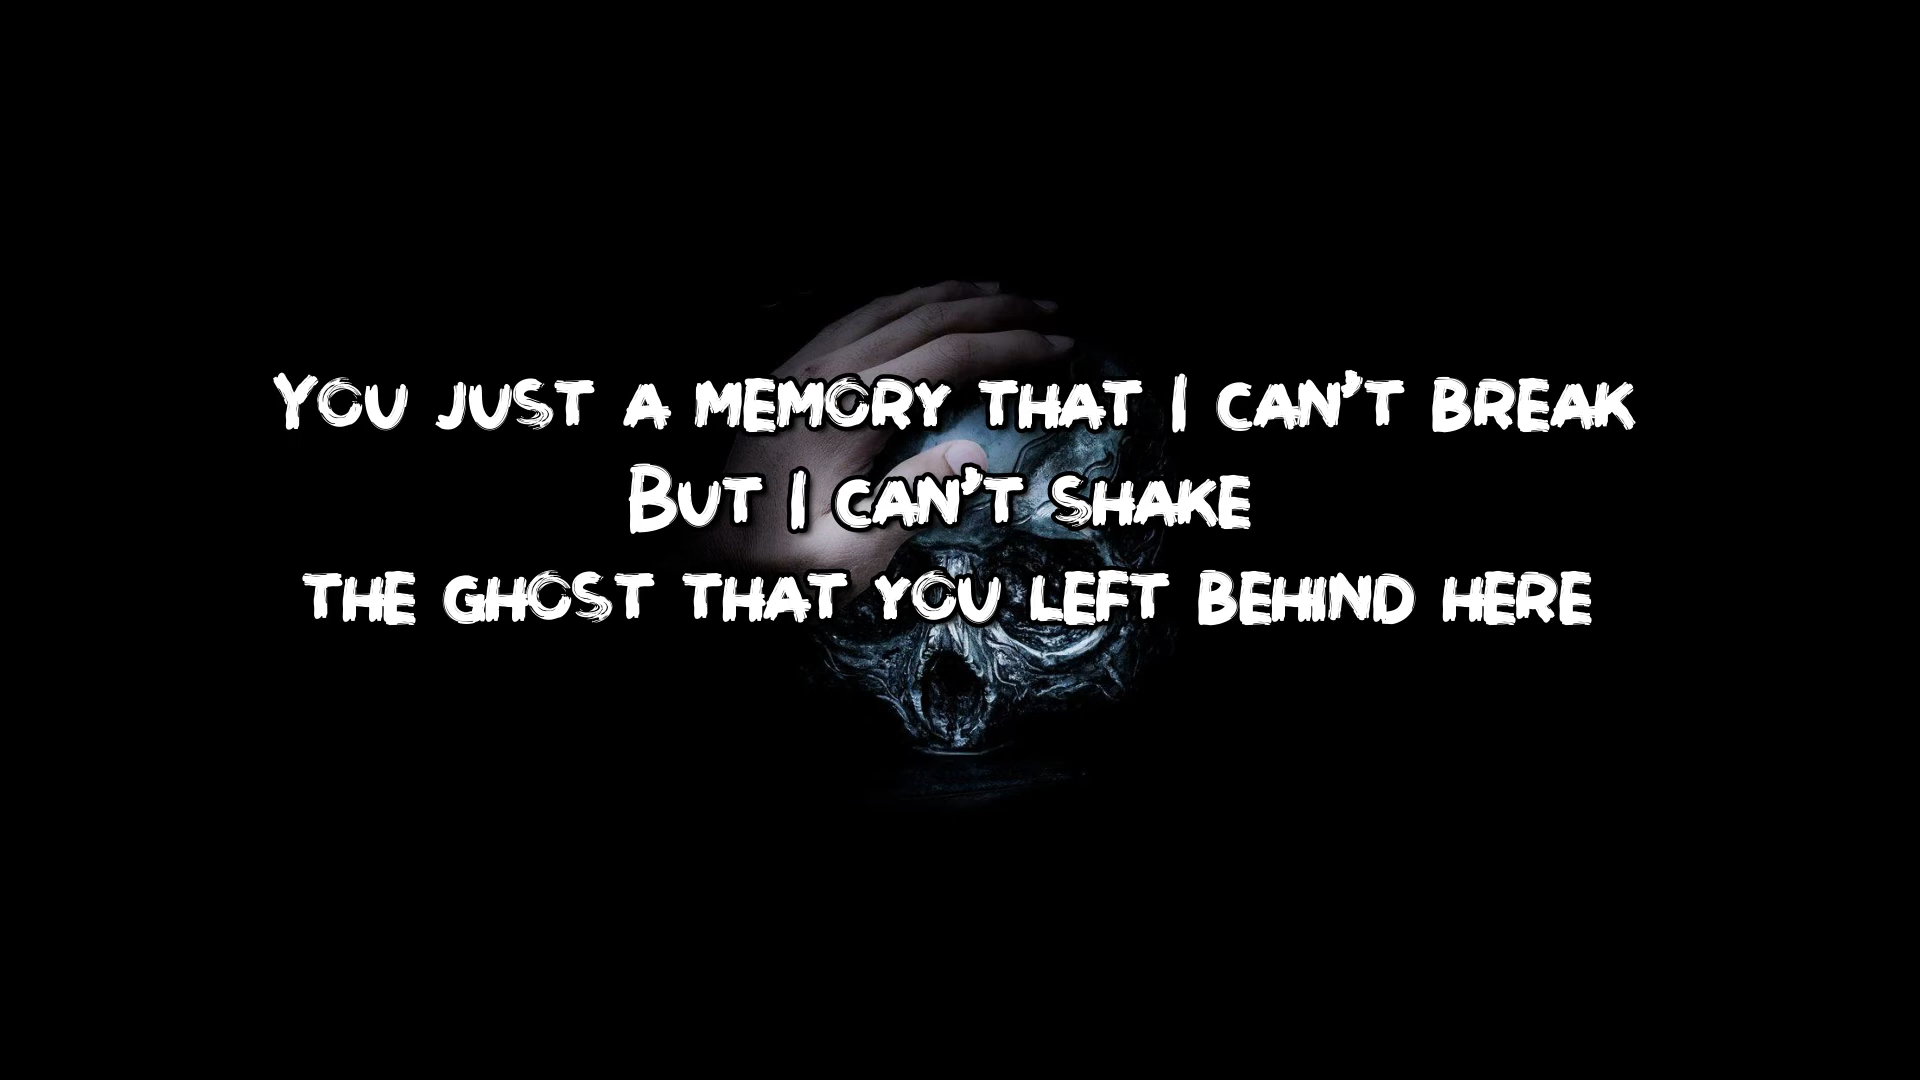 You just a memory that I can't break
But I can't shake
the ghost that you left behind here